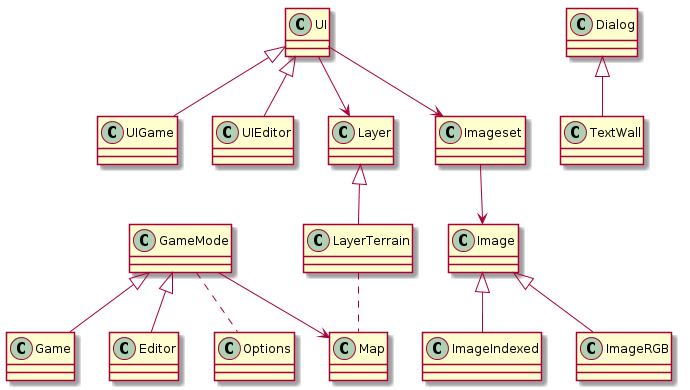 C UI
C Dialog
C UIGame
C UIEditor
C Layer
C Imageset
C TextWall
C GameMode
C LayerTerrain
C Image
C Game
C Editor
C Options
C Map
C ImageIndexed
C ImageRGB